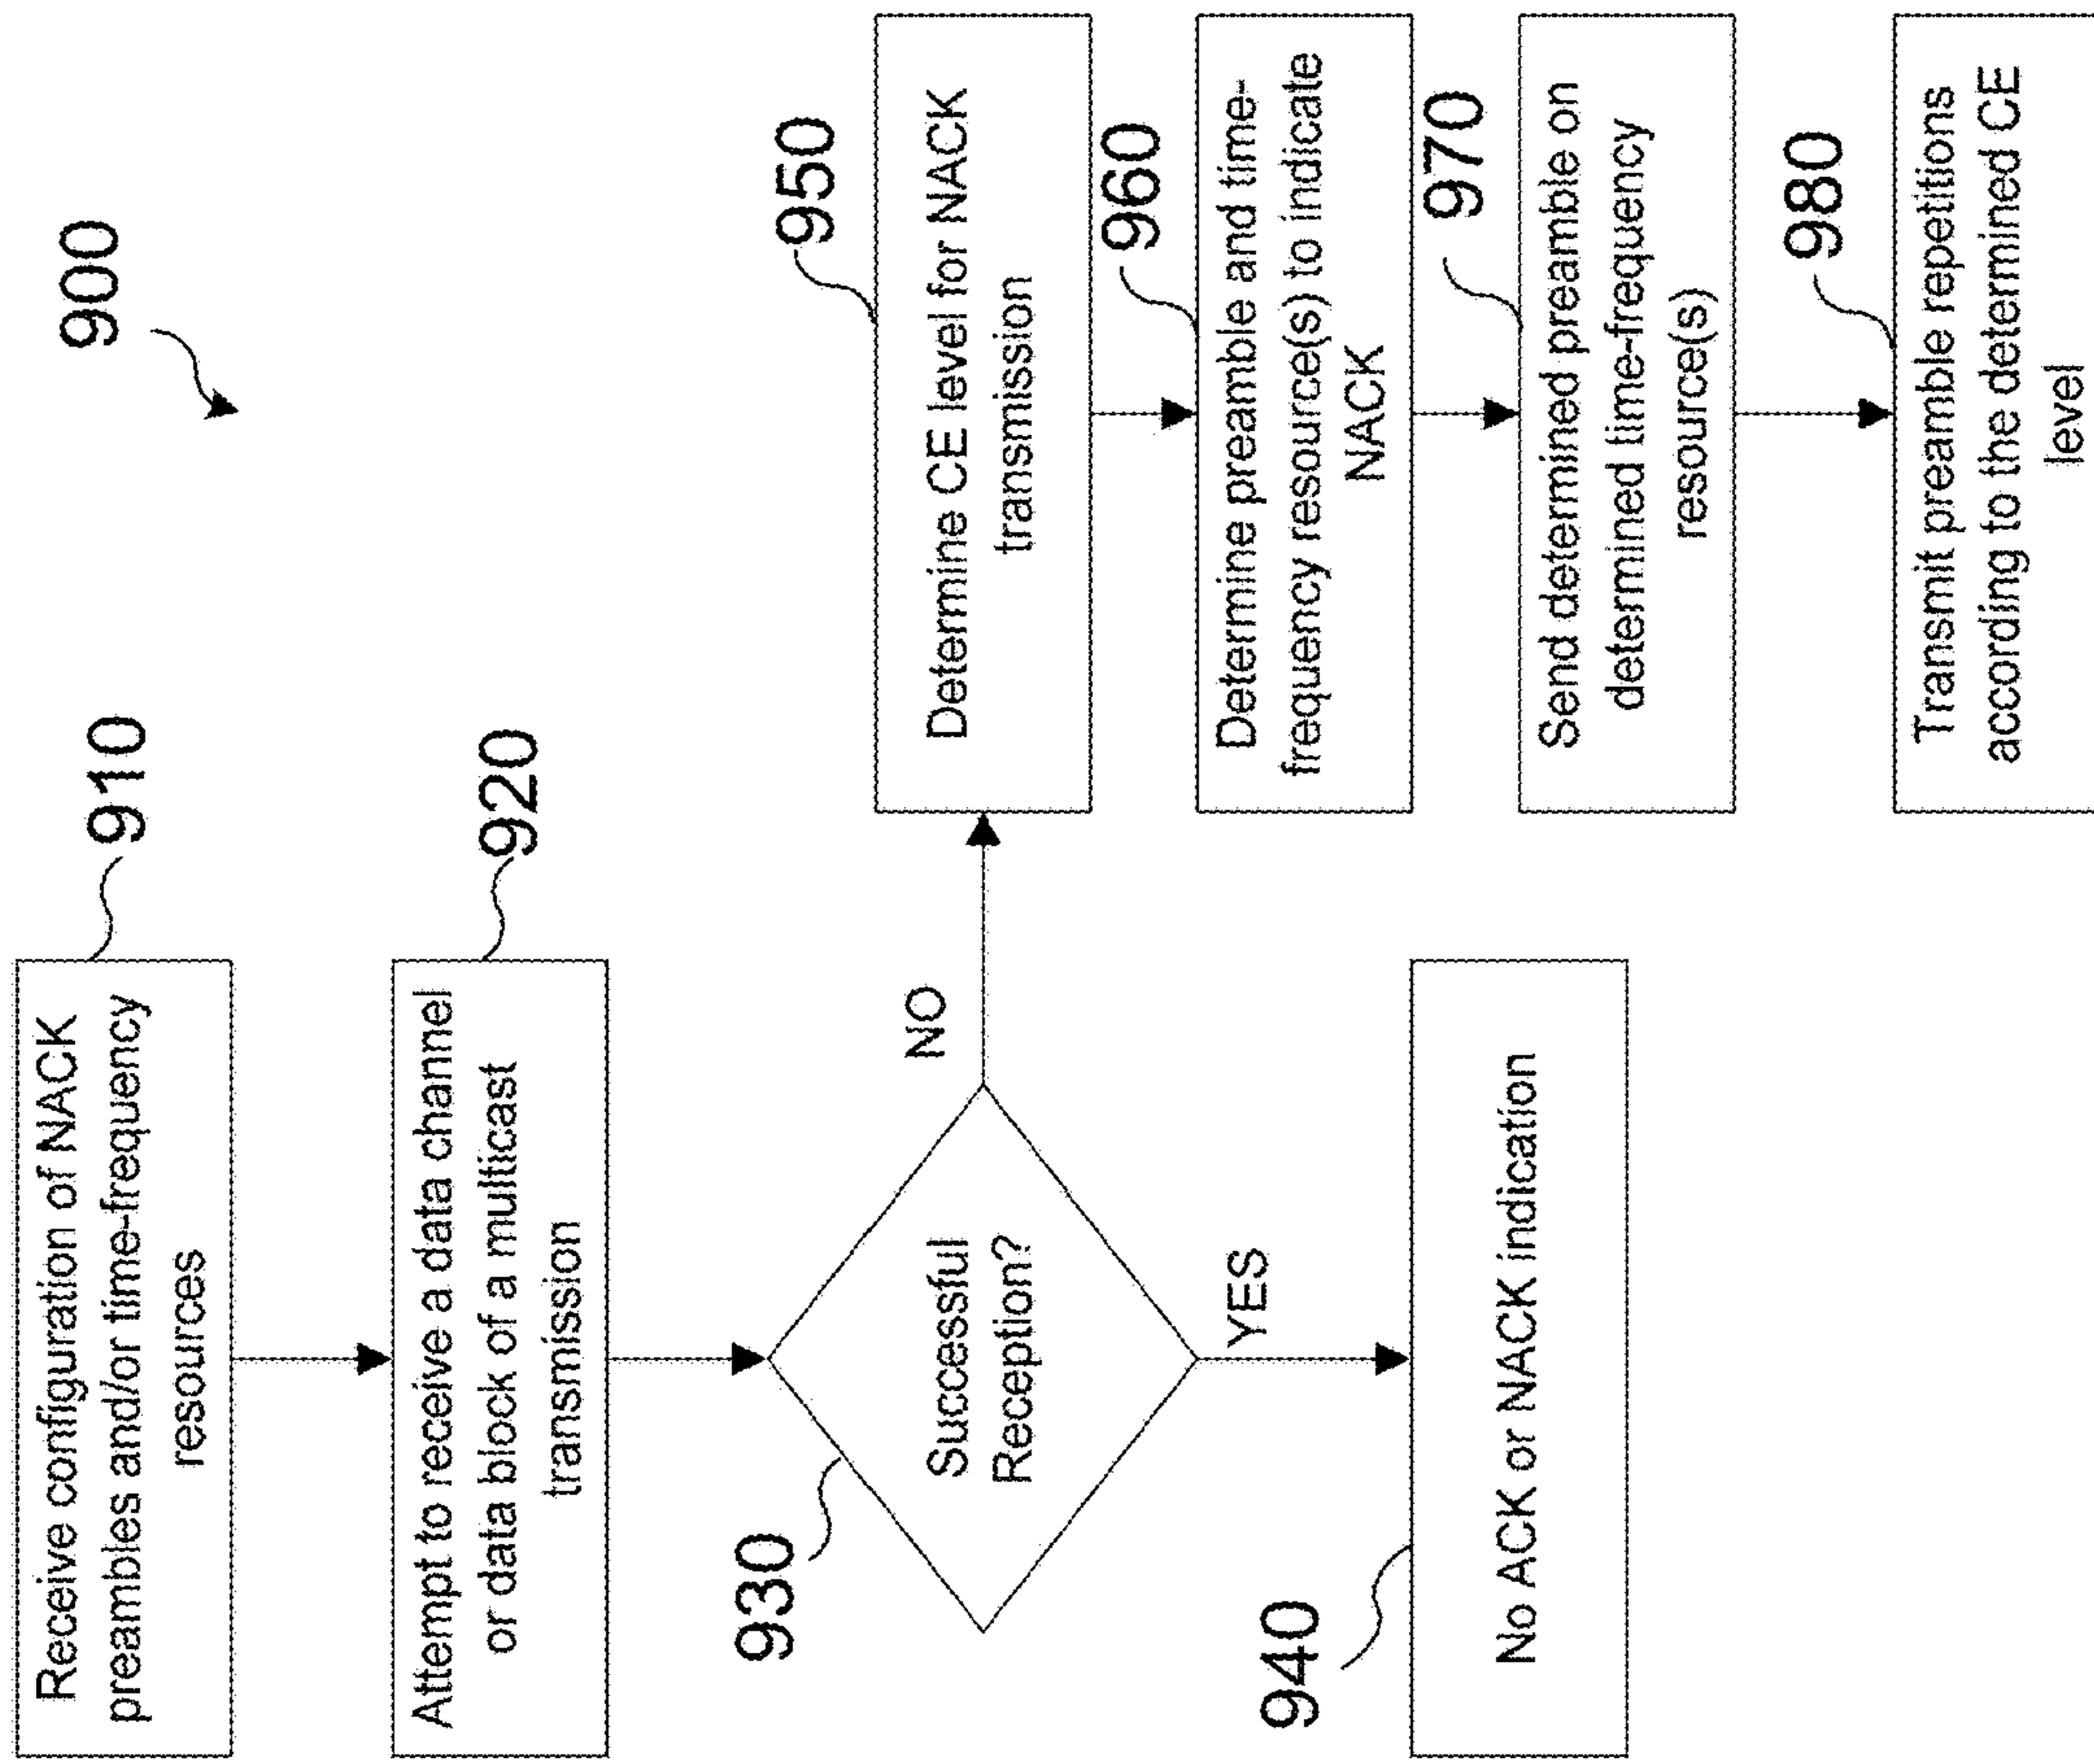 900
910
Receive configuration of NACK
preambles and/or time-frequency
resources
920
Attempt to receive a data channel
or data block of a multicast
transmission
930
Successful
Reception?
NO
YES
940
No ACK or NACK indication
950
Determine CE level for NACK
transmission
960
Determine preamble and time-
frequency resource(s) to indicate
NACK
970
Send determined preamble on
determined time-frequency
resource(s)
980
Transmit preamble repetitions
according to the determined CE
level